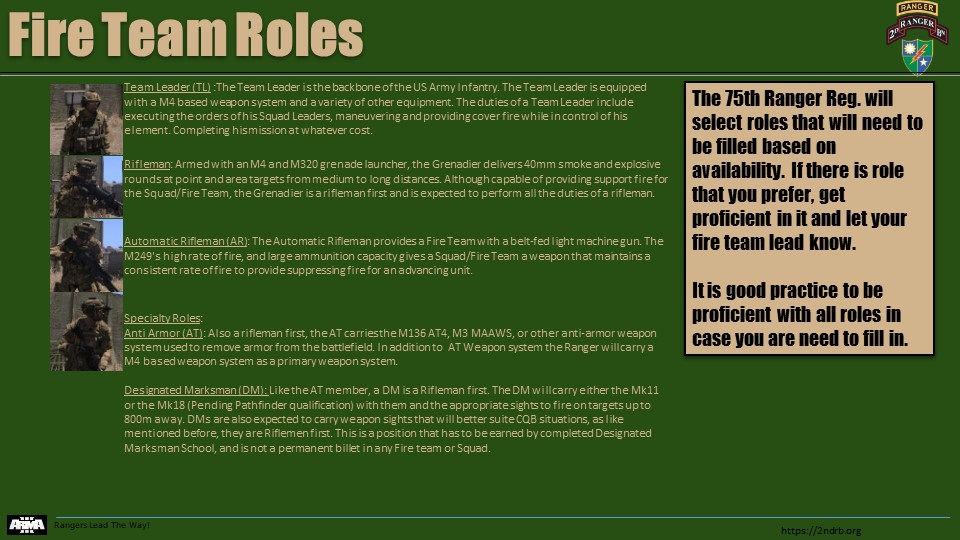 Fire Team Roles
RANGER
2D RANGER BN
Team Leader (TL) :The Team Leader is the backbone of the US Army Infantry. The Team Leader is equipped
with a M4 based weapon system and a variety of other equipment. The duties of a Team Leader include
executing the orders of his Squad Leaders, maneuvering and providing cover fire while in control of his
element. Completing his mission at whatever cost.
Rifleman: Armed with an M4 and M320 grenade launcher, the Grenadier delivers 40mm smoke and explosive
rounds at point and area targets from medium to long distances. Although capable of providing support fire for
the Squad/Fire Team, the Grenadier is a rifleman first and is expected to perform all the duties of a rifleman.
Automatic Rifleman (AR): The Automatic Rifleman provides a Fire Team with a belt-fed light machine gun. The
M249's high rate of fire, and large ammunition capacity gives a Squad/Fire Team a weapon that maintains a
consistent rate of fire to provide suppressing fire for an advancing unit.
Specialty Roles:
Anti Armor (AT): Also a rifleman first, the AT carries the M136 AT4, M3 MAAWS, or other anti-armor weapon
system used to remove armor from the battlefield. In addition to AT Weapon system the Ranger will carry a
M4 based weapon system as a primary weapon system.
Designated Marksman (DM): Like the AT member, a DM is a Rifleman first. The DM will carry either the Mk11
or the Mk18 (Pending Pathfinder qualification) with them and the appropriate sights to fire on targets up to
800m away. DMs are also expected to carry weapon sights that will better suite CQB situations, as like
mentioned before, they are Riflemen first. This is a position that has to be earned by completed Designated
Marksman School, and is not a permanent billet in any Fire team or Squad.
The 75th Ranger Reg. will
select roles that will need to
be filled based on
availability. If there is role
that you prefer, get
proficient in it and let your
fire team lead know.
It is good practice to be
proficient with all roles in
case you are need to fill in.
ARMA
Rangers Lead The Way!
https://2ndrb.org